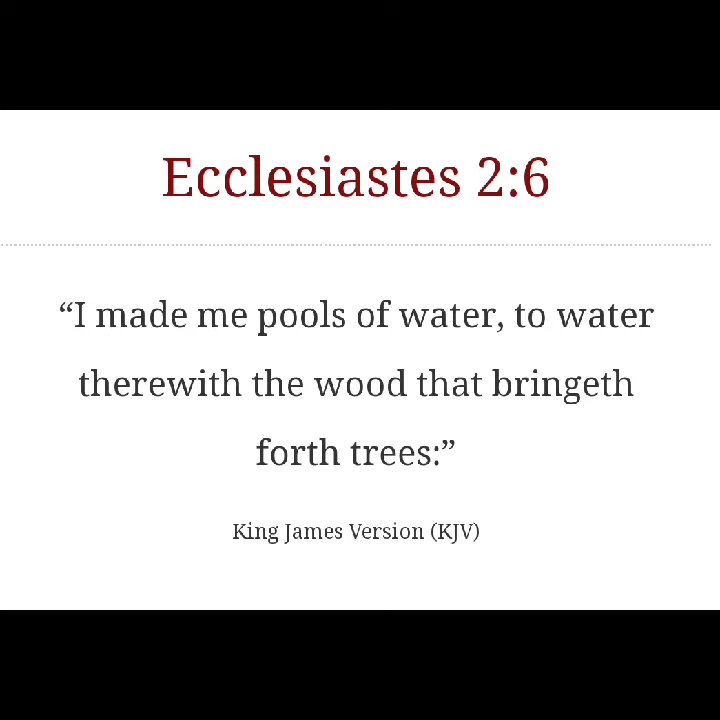 Ecclesiastes 2:6
“I made me pools of water, to water
therewith the wood that bringeth
forth trees:”
King James Version (KJV)